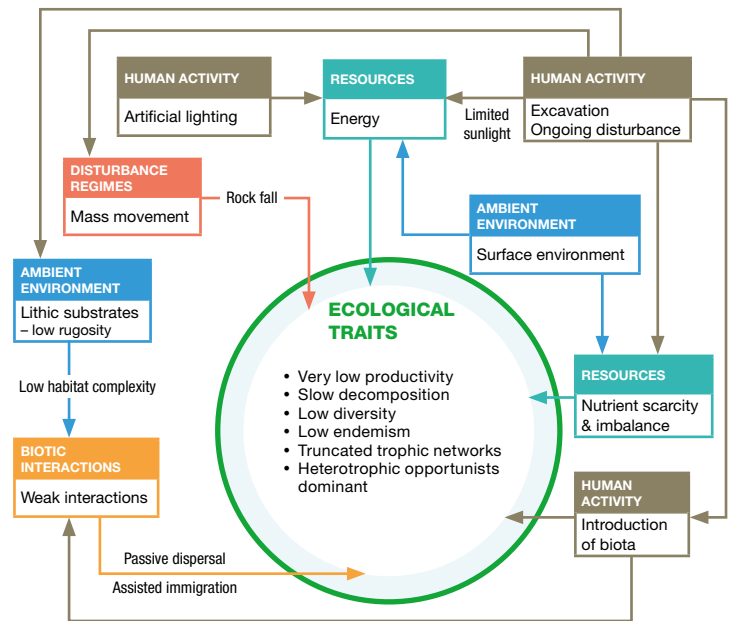 HUMAN ACTIVITY
Artificial lighting
RESOURCES
Energy
Limited
sunlight
HUMAN ACTIVITY
Excavation
Ongoing disturbance
DISTURBANCE
REGIMES
Mass movement
Rock fall
AMBIENT
ENVIRONMENT
Surface environment
AMBIENT
ENVIRONMENT
Lithic substrates
– low rugosity
Low habitat complexity
ECOLOGICAL
TRAITS
• Very low productivity
• Slow decomposition
• Low diversity
• Low endemism
• Truncated trophic networks
• Heterotrophic opportunists
dominant
RESOURCES
Nutrient scarcity
& imbalance
BIOTIC
INTERACTIONS
Weak interactions
HUMAN
ACTIVITY
Introduction
of biota
Passive dispersal
Assisted immigration